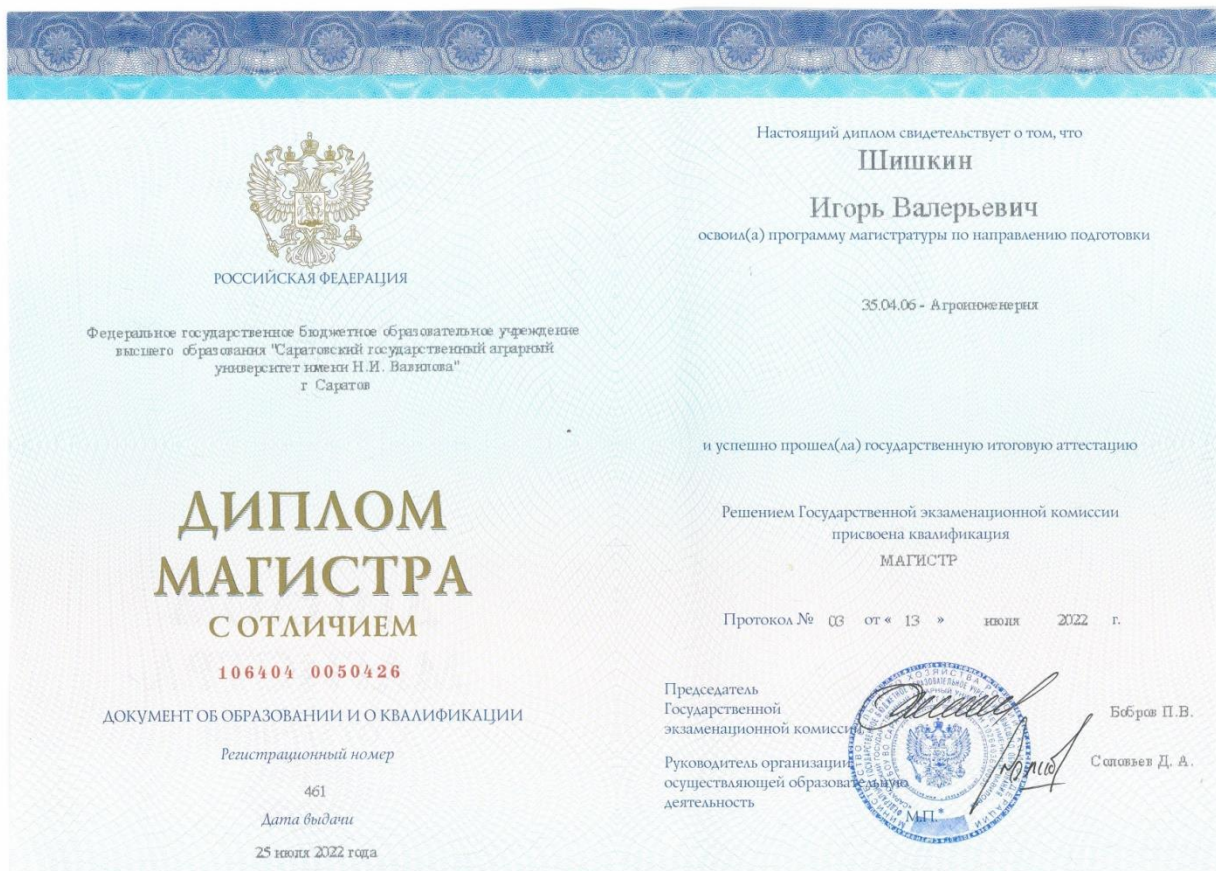 РОССИЙСКАЯ ФЕДЕРАЦИЯ
Федеральное государственное бюджетное образовательное учреждение
высшего образования "Саратовский государственный аграрный
университет имени Н.И. Вавилова"
г Саратов
ДИПЛОМ
МАГИСТРА
С ОТЛИЧИЕМ
106404 0050426
ДОКУМЕНТ ОБ ОБРАЗОВАНИИ И О КВАЛИФИКАЦИИ
Регистрационный номер
461
Дата выдачи
25 июля 2022 года
Настоящий диплом свидетельствует о том, что
Шишкин
Игорь Валерьевич
освоил(а) программу магистратуры по направлению подготовки
35.04.06 - Агроинженерия
и успешно прошел(ла) государственную итоговую аттестацию
Решением Государственной экзаменационной комиссии
присвоена квалификация
МАГИСТР
Протокол № 03 от « 13 » июля 2022 г.
Председатель
Государственной
экзаменационной комиссии
Бобров П.В.
Руководитель организации
осуществляющей образовательную
деятельность
Соловьев Д. А.
М.П.*